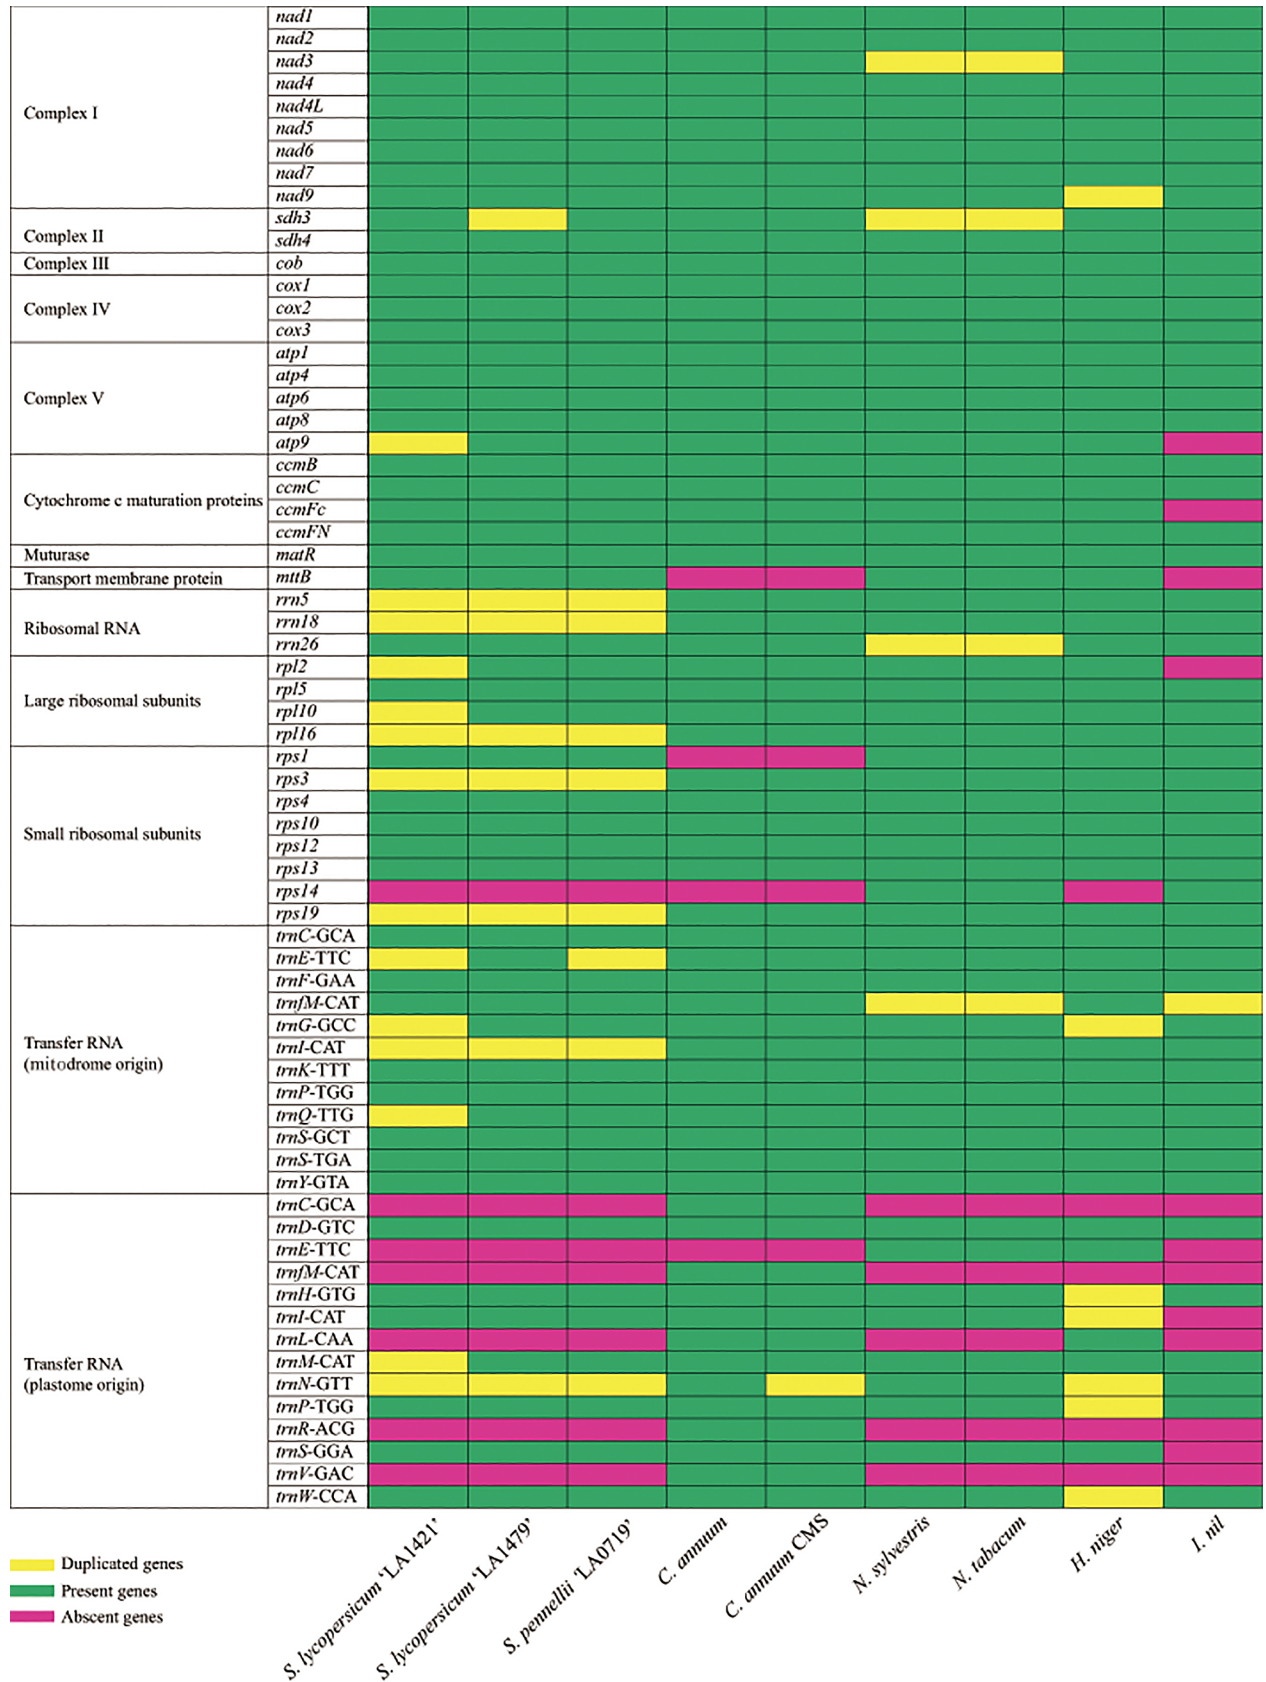 nad1
nad2
nad3
nad4
Complex I
nad4L
nad5
nad6
nad7
nad9
sdh3
Complex II
sdh4
Complex III
cob
cox1
Complex IV
cox2
cox3
atp1
atp4
Complex V
atp6
atp8
atp9
ccmB
ccmC
Cytochrome c maturation proteins
ccmFc
ccmFN
Muturase
matR
Transport membrane protein
mttB
rrn5
Ribosomal RNA
rrn18
rrn26
rpl2
Large ribosomal subunits
rpl5
rpl10
rpl16
rps1
rps3
rps4
Small ribosomal subunits
rps10
rps12
rps13
rps14
rps19
trnC-GCA
trnE-TTC
trnF-GAA
trnfM-CAT
trnG-GCC
Transfer RNA
(mitodrome origin)
trnI-CAT
trnK-TTT
trnP-TGG
trnQ-TTG
trnS-GCT
trnS-TGA
trnY-GTA
trnC-GCA
trnD-GTC
trnE-TTC
trnfM-CAT
trnH-GTG
trnI-CAT
trnL-CAA
Transfer RNA
(plastome origin)
trnM-CAT
trnN-GTT
trnP-TGG
trnR-ACG
trnS-GGA
trnV-GAC
trnW-CCA
Duplicated genes
Present genes
Abscent genes
S. lycopersicum ‘LA1421’
S. lycopersicum ‘LA1479’
S. pennellii ‘LA0719’
C. annuum
C. annuum CMS
N. sylvestris
N. tabacum
H. niger
I. nil